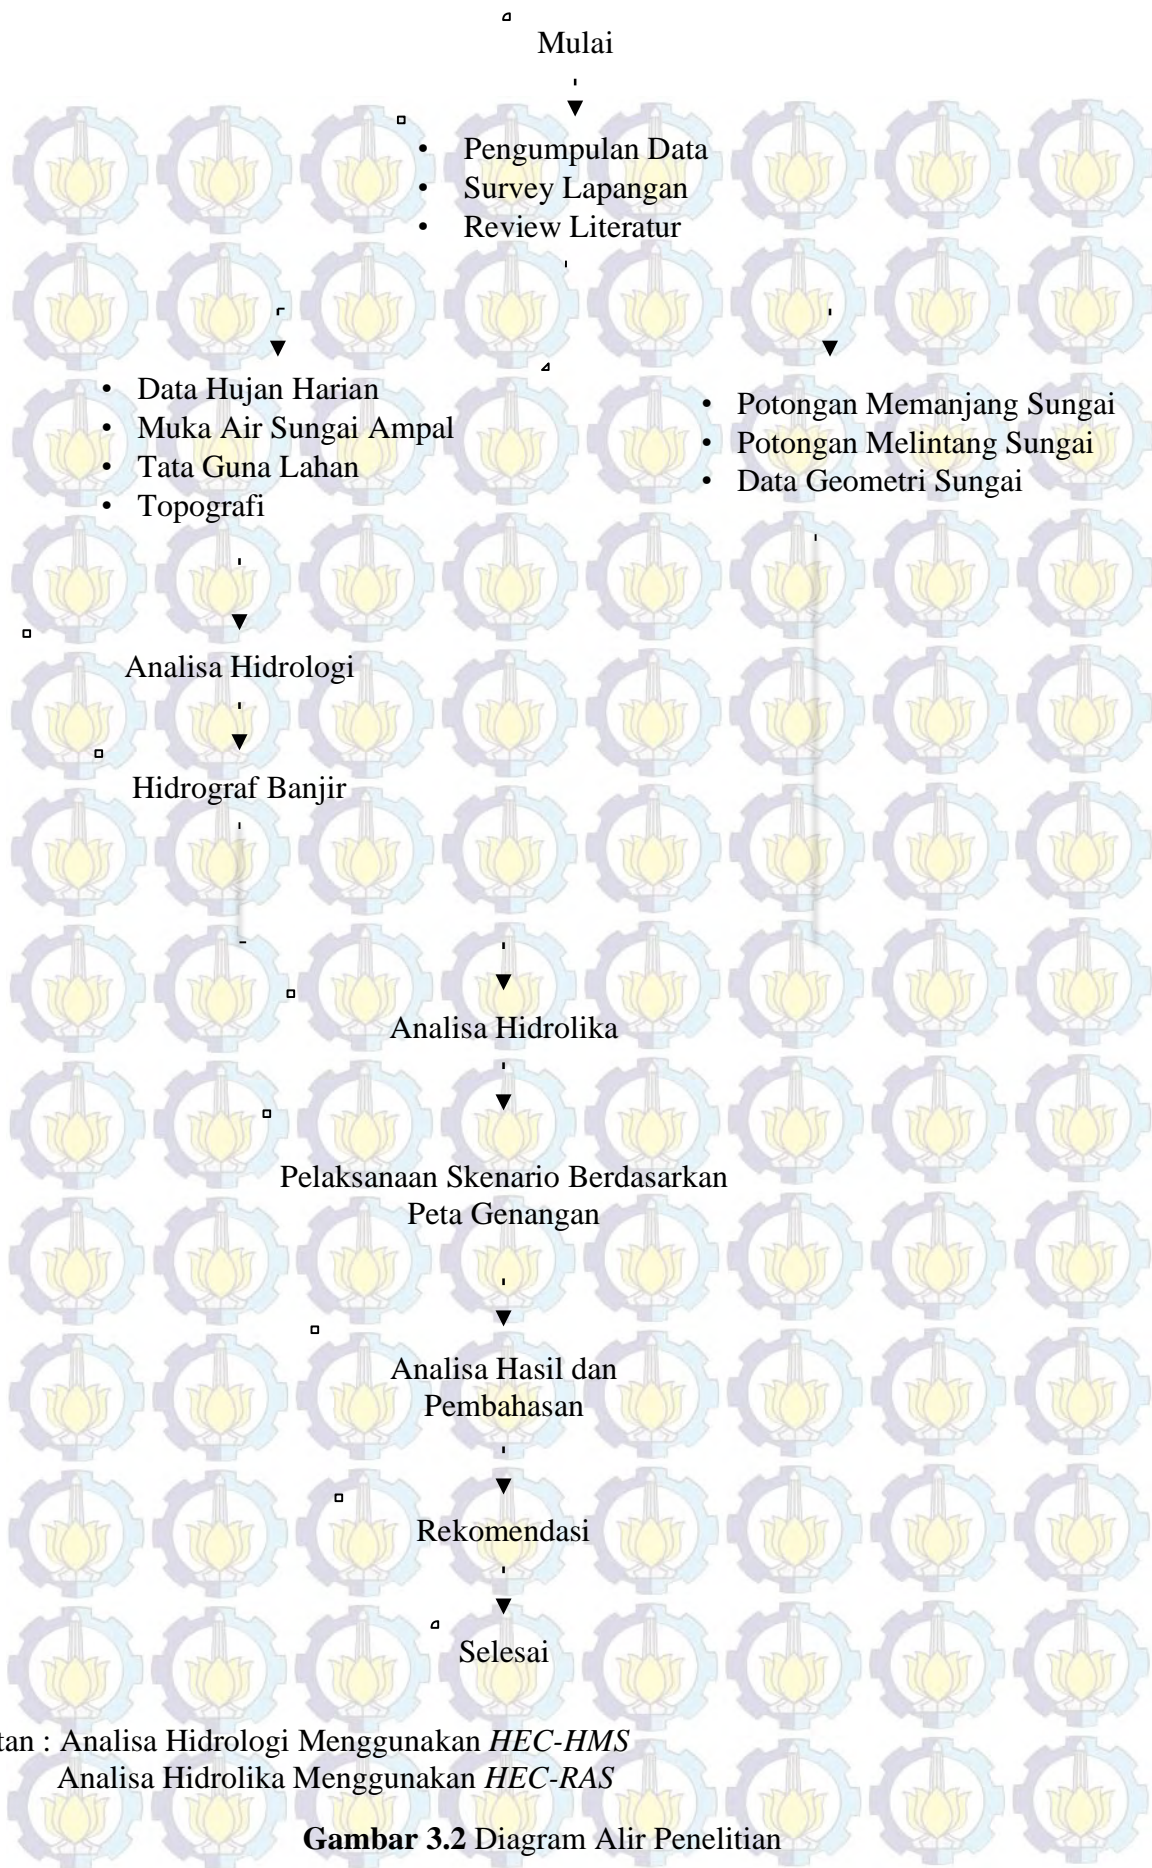 Mulai
• Pengumpulan Data
• Survey Lapangan
• Review Literatur
• Data Hujan Harian
• Muka Air Sungai Ampal
• Tata Guna Lahan
• Topografi
• Potongan Memanjang Sungai
• Potongan Melintang Sungai
• Data Geometri Sungai
Analisa Hidrologi
Hidrograf Banjir
Analisa Hidrolika
Pelaksanaan Skenario Berdasarkan
Peta Genangan
Analisa Hasil dan
Pembahasan
Rekomendasi
Selesai
tan : Analisa Hidrologi Menggunakan HEC-HMS
Analisa Hidrolika Menggunakan HEC-RAS
Gambar 3.2 Diagram Alir Penelitian